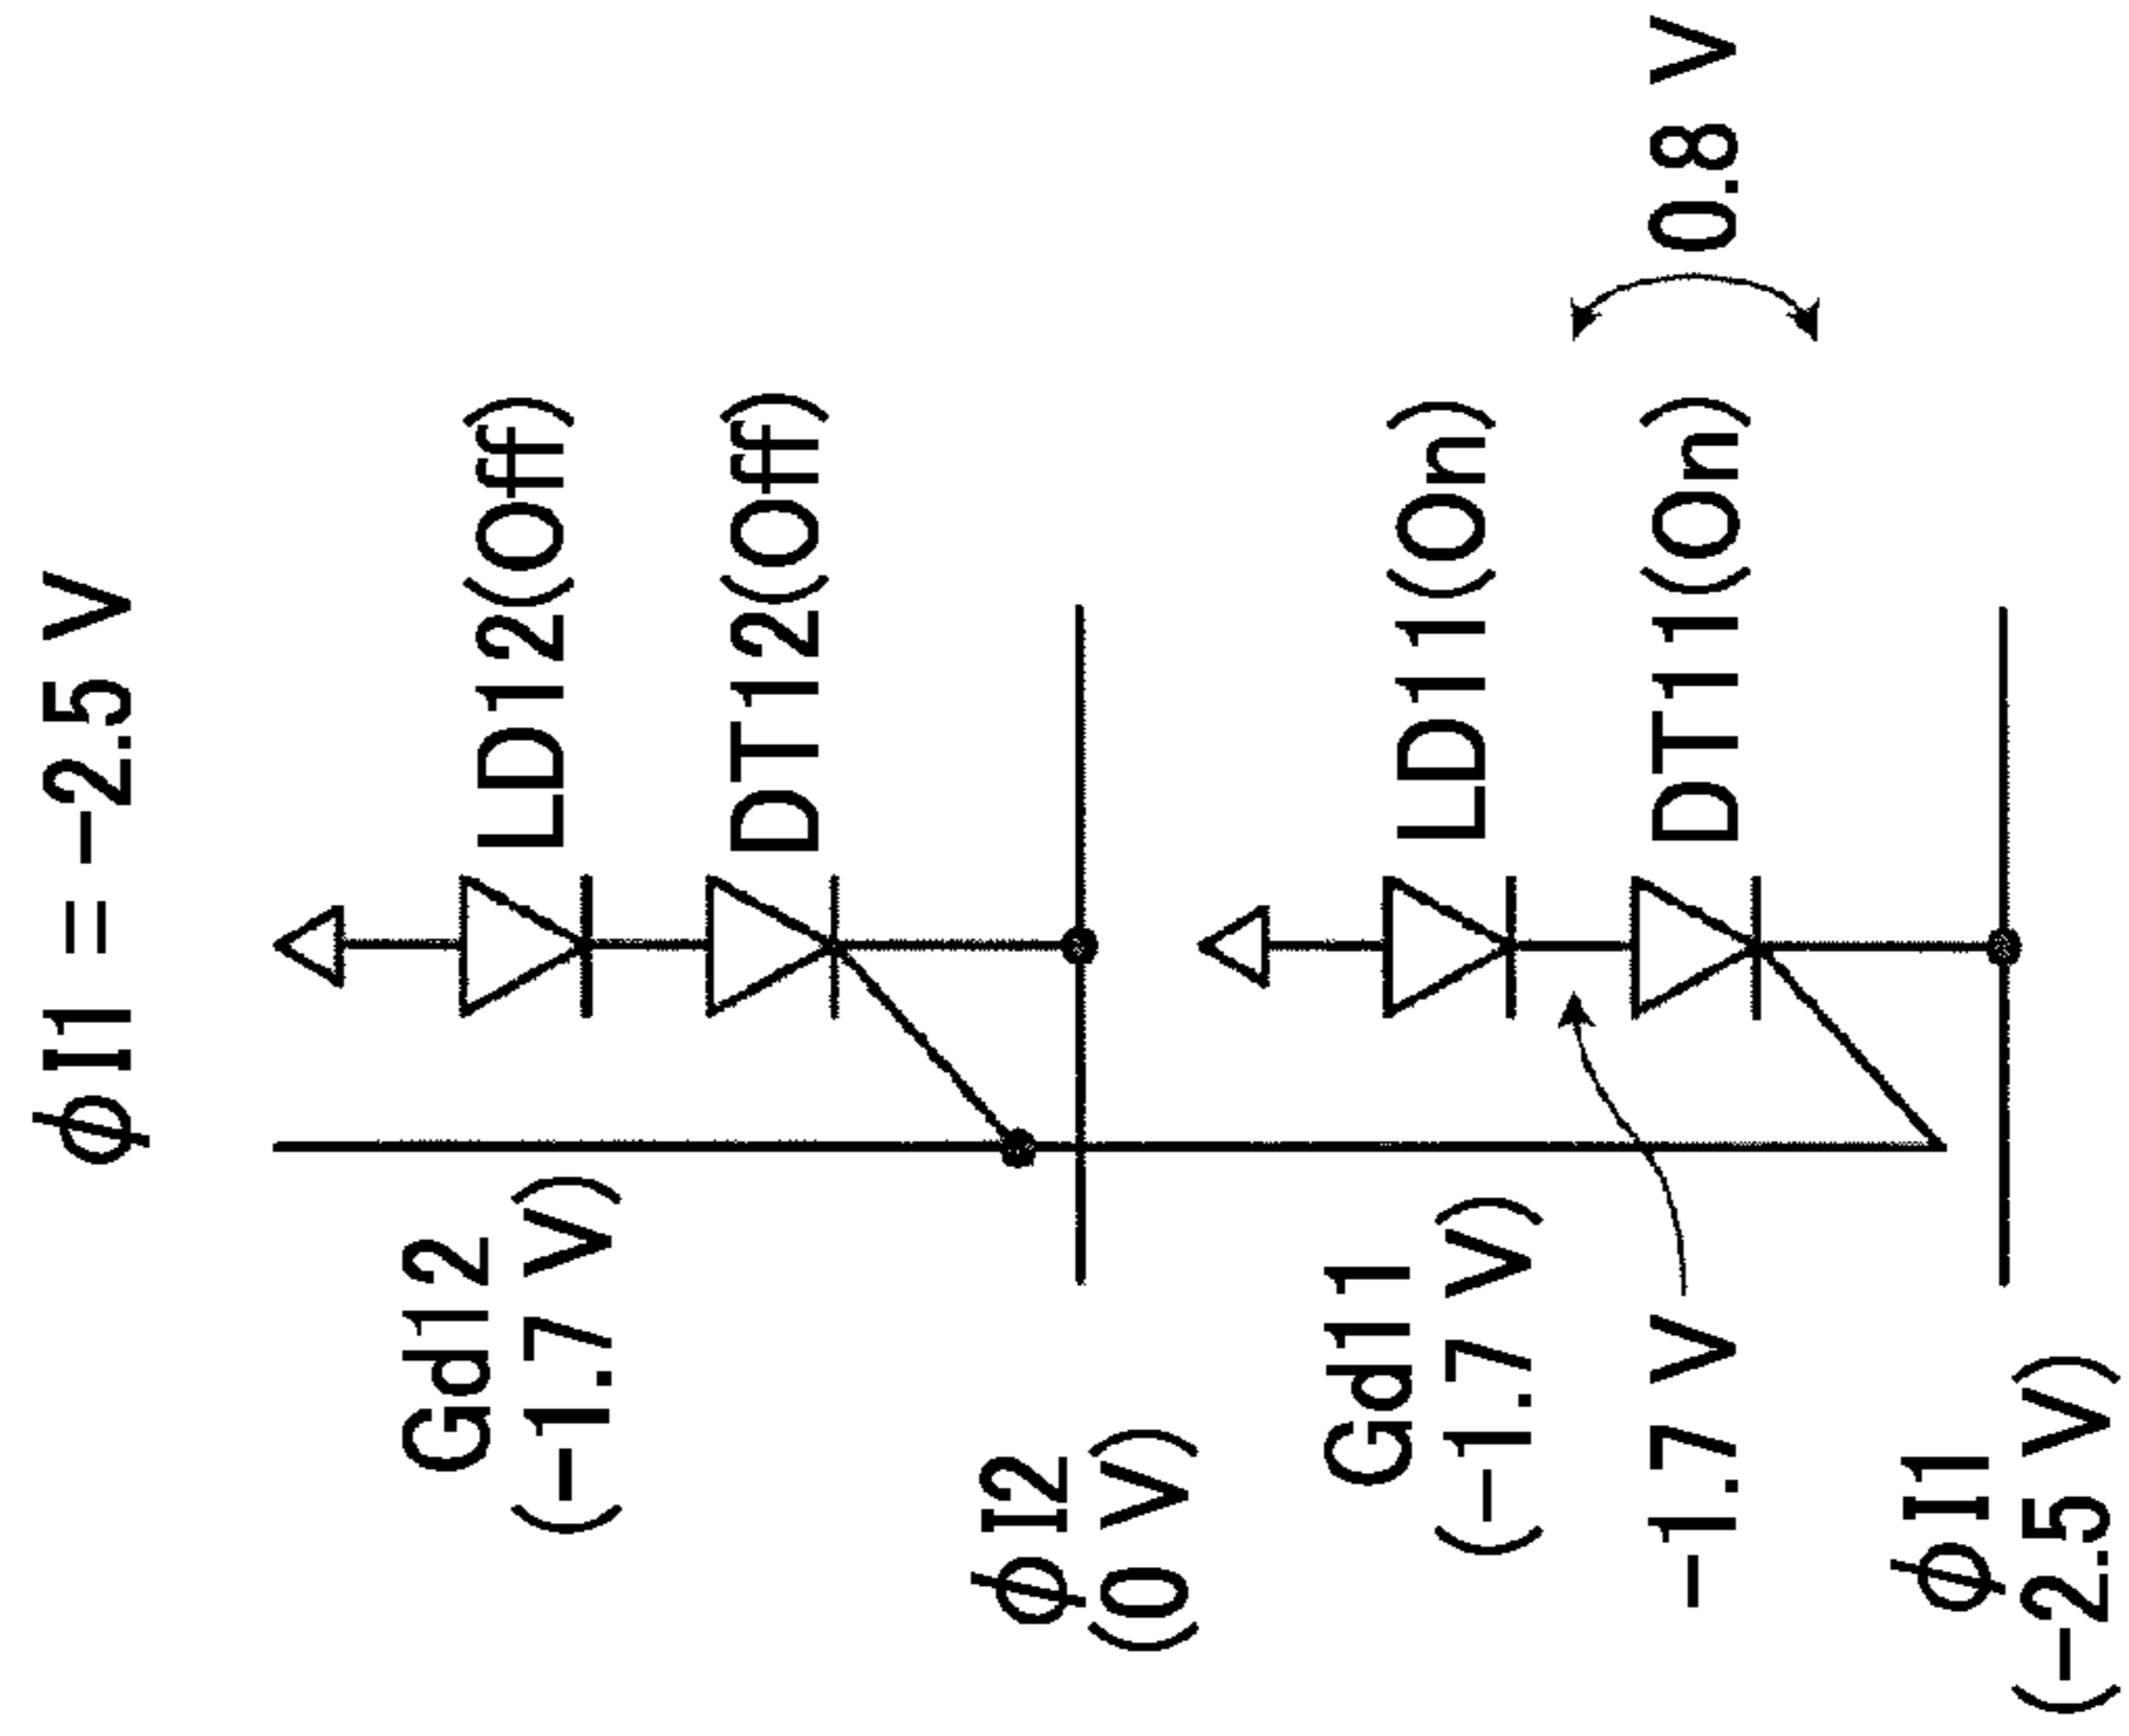 ϕI1 = -2.5 V
LD12(Off)
DT12(Off)
Gd12
(-1.7 V)
ϕI2
(0 V)
LD11(On)
DT11(On)
0.8 V
Gd11
(-1.7 V)
-1.7 V
ϕI1
(-2.5 V)